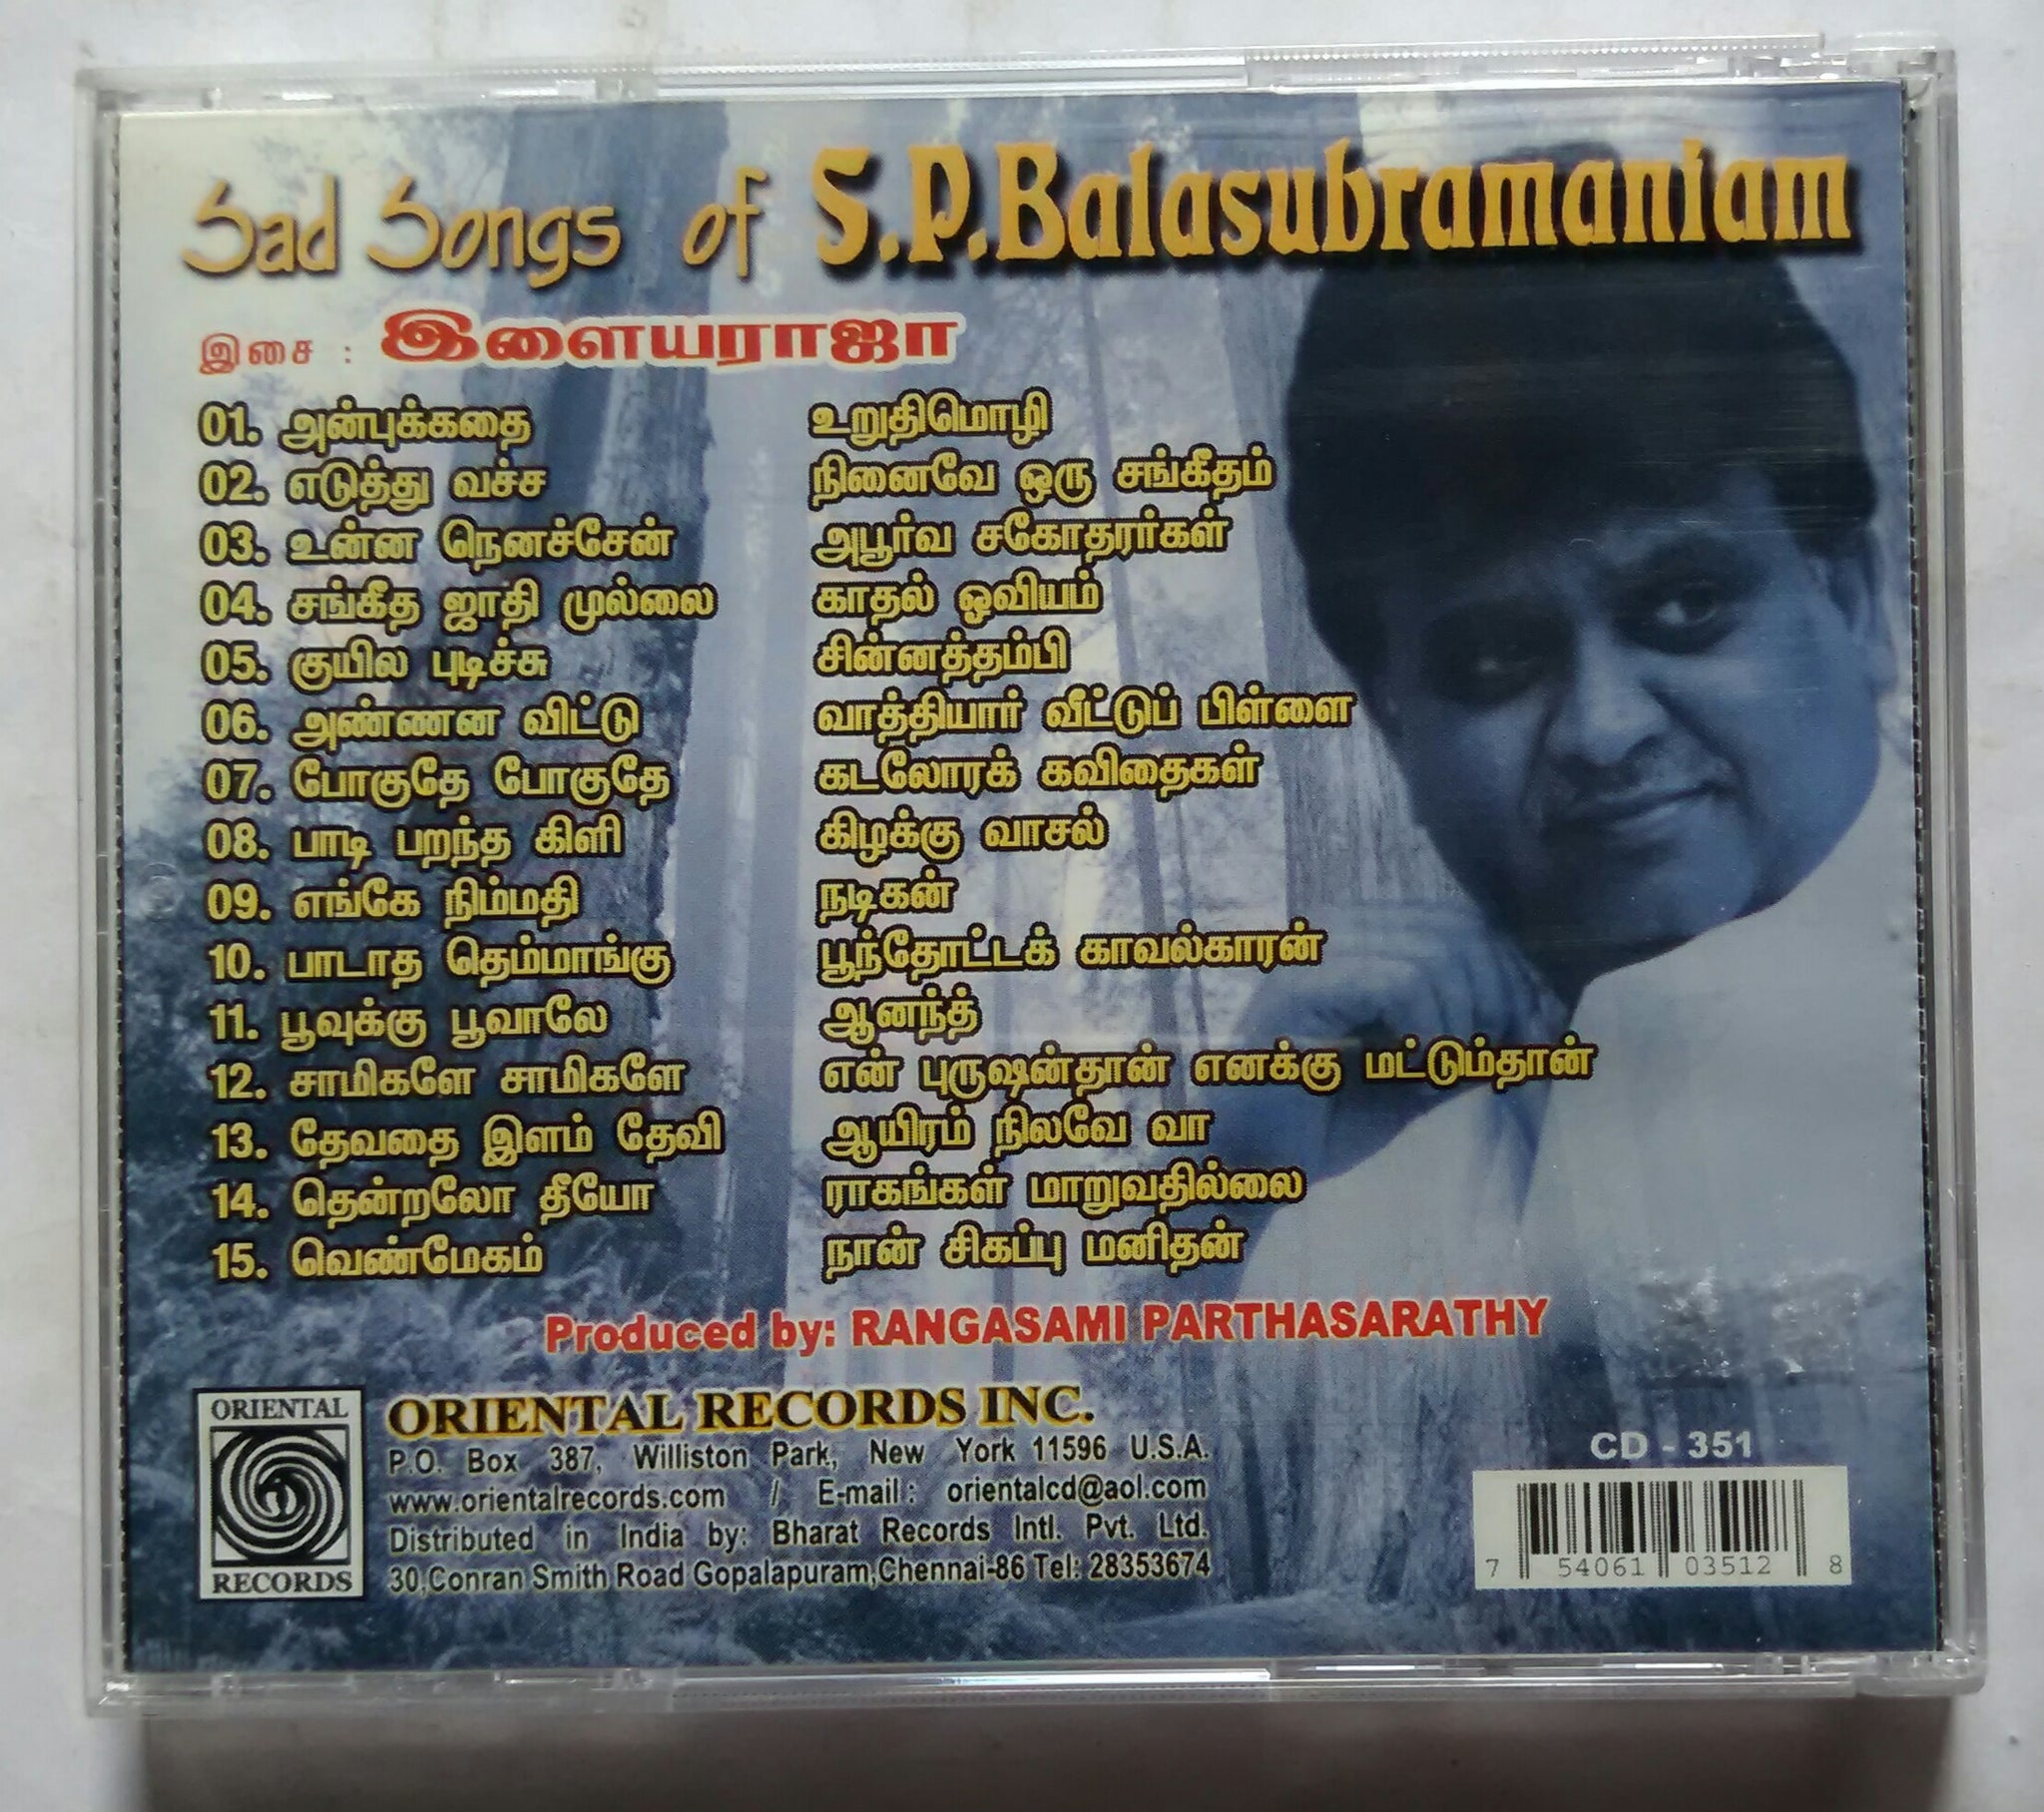 Sad Songs of S.P.Balasubramaniam
இசை : இளையராஜா
01. அன்புக்கதை உறுதிமொழி
02. எடுத்து வச்ச நினைவே ஒரு சங்கீதம்
03. உன்ன நெனச்சேன் அபூர்வ சகோதரர்கள்
04. சங்கீத ஜாதி முல்லை காதல் ஓவியம்
05. குயில புடிச்சு சின்னத்தம்பி
06. அண்ணன விட்டு வாத்தியார் வீட்டுப் பிள்ளை
07. போகுதே போகுதே கடலோரக் கவிதைகள்
08. பாடி பறந்த கிளி கிழக்கு வாசல்
09. எங்கே நிம்மதி நடிகன்
10. பாடாத தெம்மாங்கு பூந்தோட்டக் காவல்காரன்
11. பூவுக்கு பூவாலே ஆனந்த்
12. சாமிகளே சாமிகளே என் புருஷன்தான் எனக்கு மட்டும்தான்
13. தேவதை இளம் தேவி ஆயிரம் நிலவே வா
14. தென்றலோ தீயோ ராகங்கள் மாறுவதில்லை
15. வெண்மேகம் நான் சிகப்பு மனிதன்
Produced by: RANGASAMI PARTHASARATHY
ORIENTAL
RECORDS
ORIENTAL RECORDS INC.
P.O. Box 387, Williston Park, New York 11596 U.S.A.
www.orientalrecords.com / E-mail : orientalcd@aol.com
Distributed in India by: Bharat Records Intl. Pvt. Ltd.
30,Conran Smith Road Gopalapuram,Chennai-86 Tel: 28353674
CD - 351
7 54061 03512 8